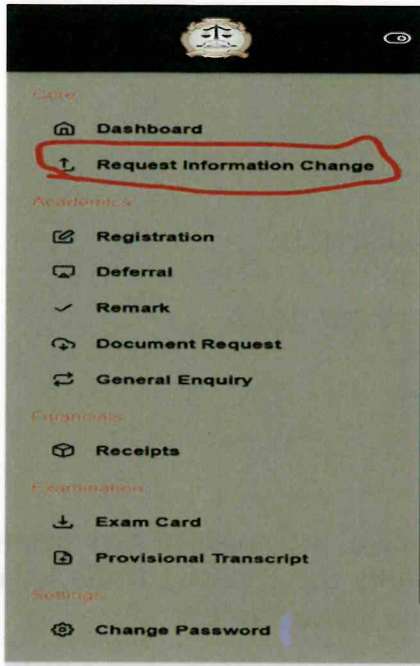 Core
Dashboard
Request Information Change
Academics
Registration
Deferral
Remark
Document Request
General Enquiry
Financials
Receipts
Examination
Exam Card
Provisional Transcript
Settings
Change Password